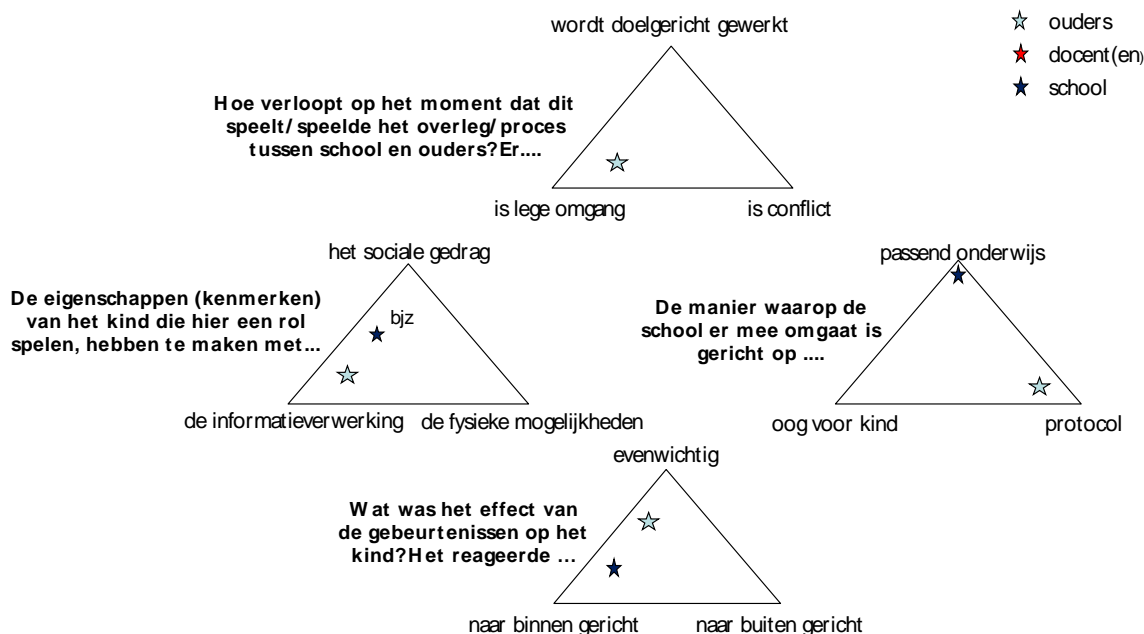 wordt doelgericht gewerkt
ouders
docent(en)
school
Hoe verloopt op het moment dat dit
speelt/speelde het overleg/proces
tussen school en ouders?Er....
is lege omgang
is conflict
het sociale gedrag
De eigenschappen (kenmerken)
van het kind die hier een rol
spelen, hebben te maken met...
bjz
de informatieverwerking
de fysieke mogelijkheden
passend onderwijs
De manier waarop de
school er mee omgaat is
gericht op ....
oog voor kind
protocol
evenwichtig
Wat was het effect van
de gebeurtenissen op het
kind?Het reageerde ...
naar binnen gericht
naar buiten gericht